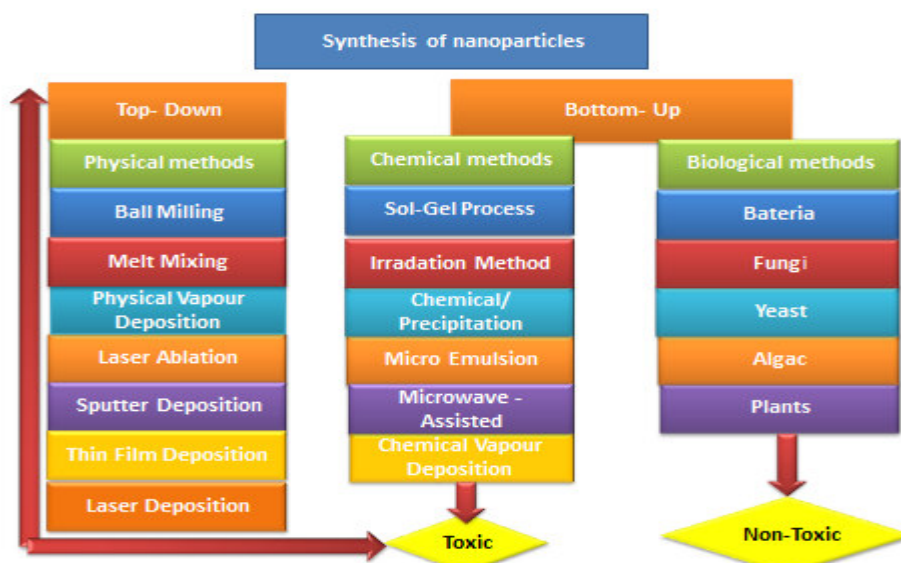 Synthesis of nanoparticles
Top- Down
Physical methods
Ball Milling
Melt Mixing
Physical Vapour
Deposition
Laser Ablation
Sputter Deposition
Thin Film Deposition
Laser Deposition
Bottom- Up
Chemical methods
Sol-Gel Process
Irradation Method
Chemical/
Precipitation
Micro Emulsion
Microwave -
Assisted
Chemical Vapour
Deposition
Toxic
Biological methods
Bateria
Fungi
Yeast
Algac
Plants
Non-Toxic